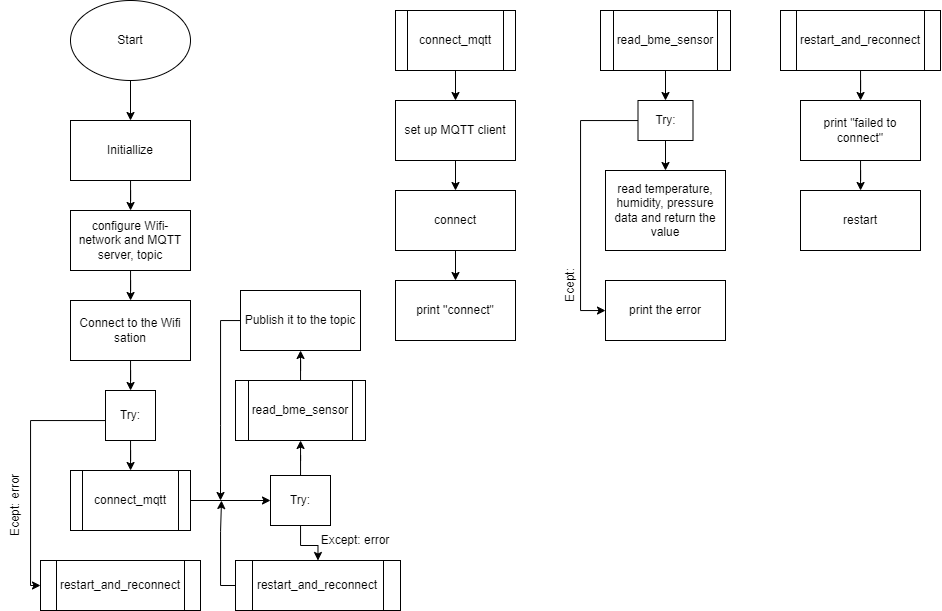 Start
Initiallize
configure Wifi-
network and MQTT
server, topic
Connect to the Wifi
sation
Try:
Ecept: error
connect_mqtt
restart_and_reconnect
Publish it to the topic
read_bme_sensor
Try:
Except: error
restart_and_reconnect
connect_mqtt
set up MQTT client
connect
print "connect"
read_bme_sensor
Try:
read temperature,
humidity, pressure
data and return the
value
Ecept:
print the error
restart_and_reconnect
print "failed to
connect"
restart